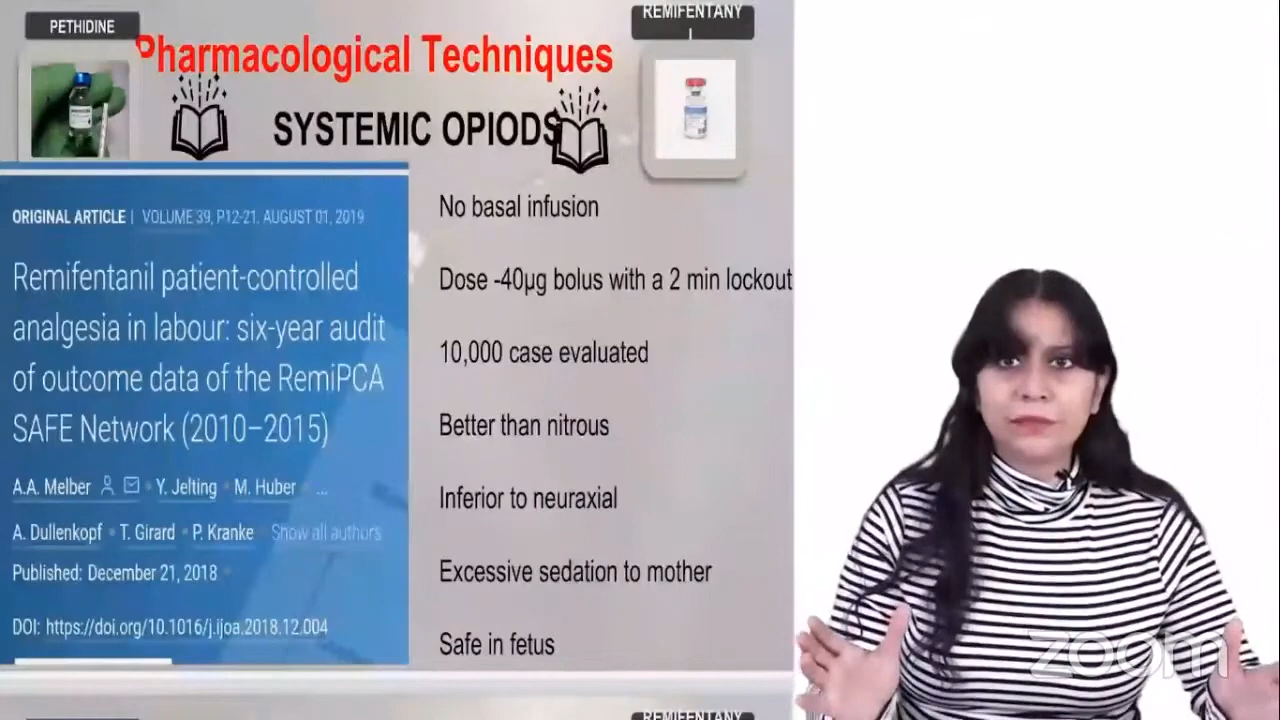 PETHIDINE
REMIFENTANY
l
Pharmacological Techniques
SYSTEMIC OPIODS
ORIGINAL ARTICLE | VOLUME 39, P12-21, AUGUST 01, 2019
Remifentanil patient-controlled
analgesia in labour: six-year audit
of outcome data of the RemiPCA
SAFE Network (2010–2015)
A.A. Melber • Y. Jelting • M. Huber • ...
A. Dullenkopf • T. Girard • P. Kranke • Show all authors
Published: December 21, 2018 •
DOI: https://doi.org/10.1016/j.ijoa.2018.12.004
No basal infusion
Dose -40µg bolus with a 2 min lockout
10,000 case evaluated
Better than nitrous
Inferior to neuraxial
Excessive sedation to mother
Safe in fetus
zoom
REMIFENTANY